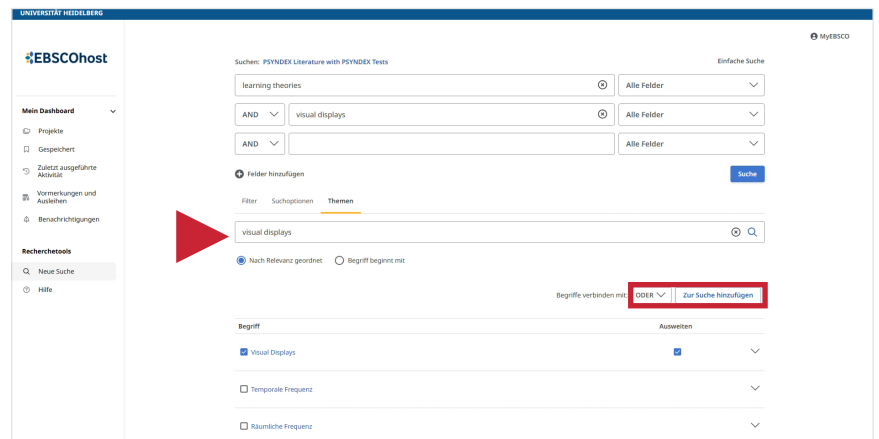 UNIVERSITÄT HEIDELBERG
MyEBSCO
EBSCOhost
Suchen: PSYNDEX Literature with PSYNDEX Tests
Einfache Suche
learning theories
Alle Felder
Mein Dashboard
AND
visual displays
Alle Felder
Projekte
AND
Alle Felder
Gespeichert
Zuletzt ausgeführte
Aktivität
Felder hinzufügen
Suche
Vormerkungen und
Ausleihen
Filter Suchoptionen Themen
Benachrichtigungen
visual displays
Recherchetools
Nach Relevanz geordnet Begriff beginnt mit
Neue Suche
Hilfe
Begriffe verbinden mit: ODER Zur Suche hinzufügen
Begriff Ausweiten
Visual Displays
Temporale Frequenz
Räumliche Frequenz